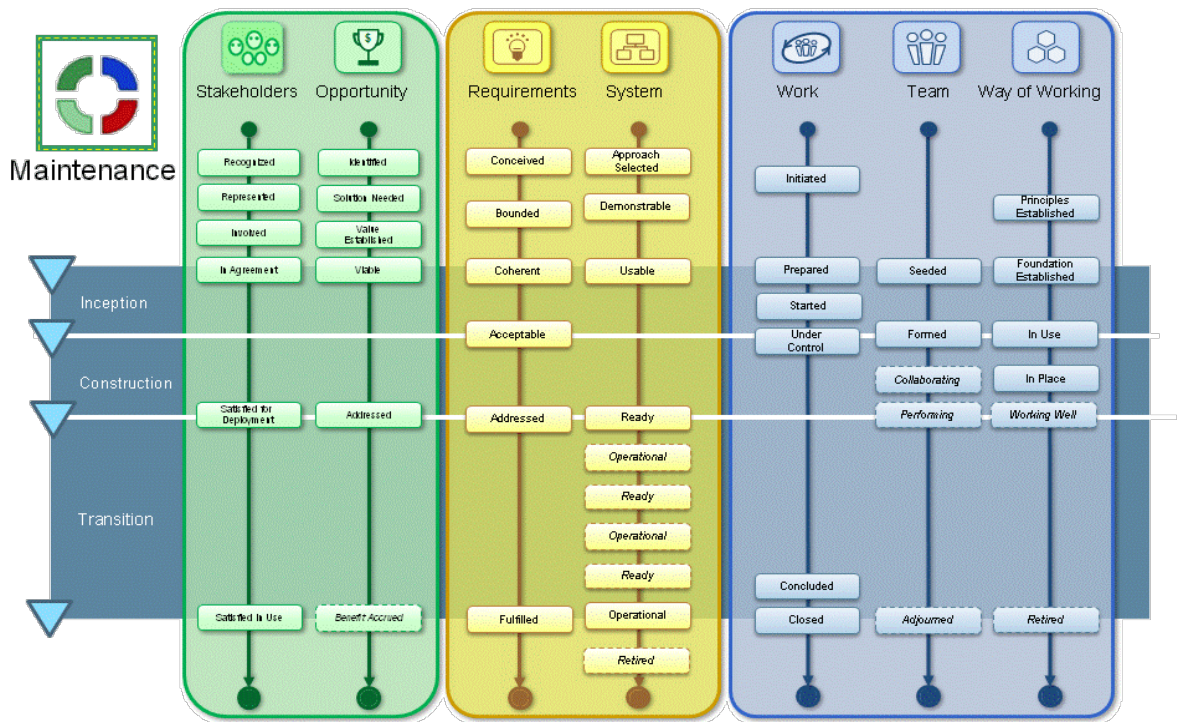 Maintenance
Stakeholders
Opportunity
Requirements
System
Work
Team
Way of Working
$
Recognized
Identified
Conceived
Approach
Selected
Initiated
Represented
Solution Needed
Bounded
Demonstrable
Principles
Established
Involved
Value
Established
In Agreement
Viable
Coherent
Usable
Prepared
Seeded
Foundation
Established
Inception
Started
Acceptable
Under
Control
Formed
In Use
Construction
Collaborating
In Place
Satisfied for
Deployment
Addressed
Addressed
Ready
Performing
Working Well
Operational
Ready
Transition
Operational
Ready
Concluded
Satisfied In Use
Benefit Accrued
Fulfilled
Operational
Closed
Adjourned
Retired
Retired